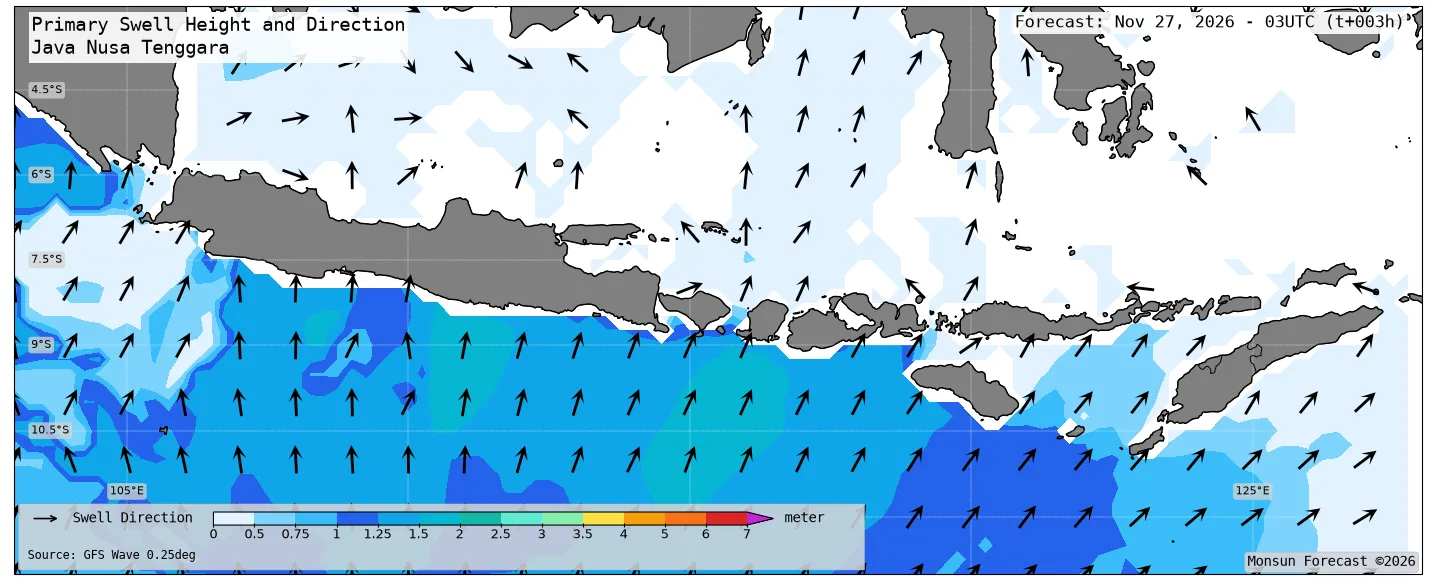 Primary Swell Height and Direction
Java Nusa Tenggara
Forecast: Nov 27, 2026 - 03UTC (t+003h)
4.5°S
6°S
7.5°S
9°S
10.5°S
105°E
125°E
Swell Direction
0 0.5 0.75 1 1.25 1.5 2 2.5 3 3.5 4 5 6 7
meter
Source: GFS Wave 0.25deg
Monsun Forecast ©2026